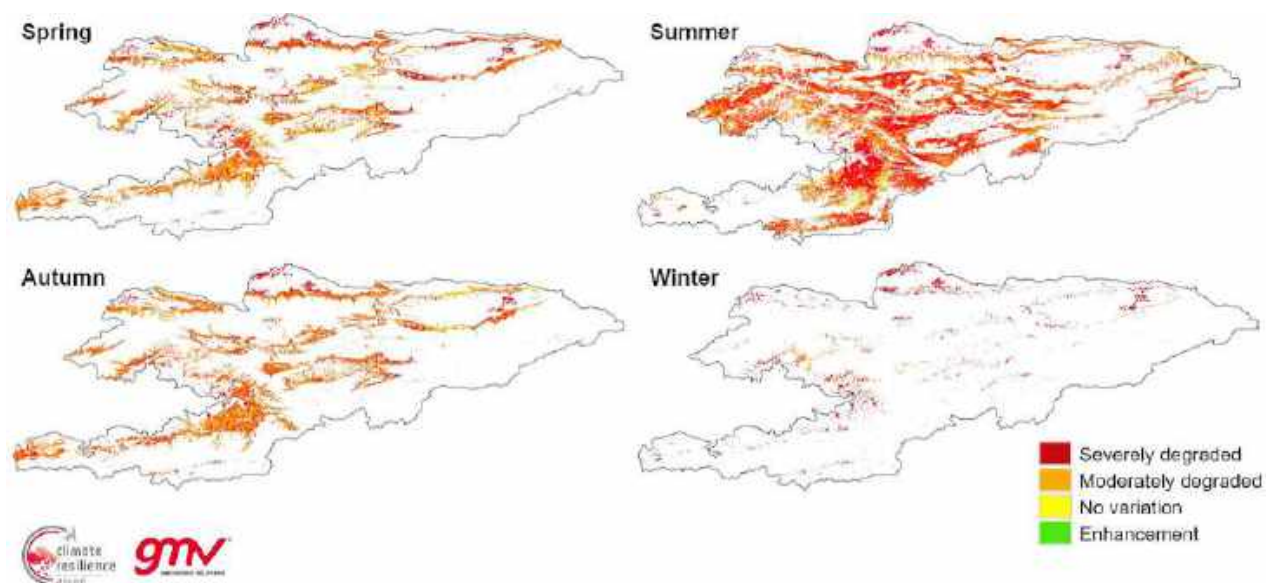 Spring
Summer
Autumn
Winter
Severely degraded
Moderately degraded
No variation
Enhancement
climate
resilience
gmv